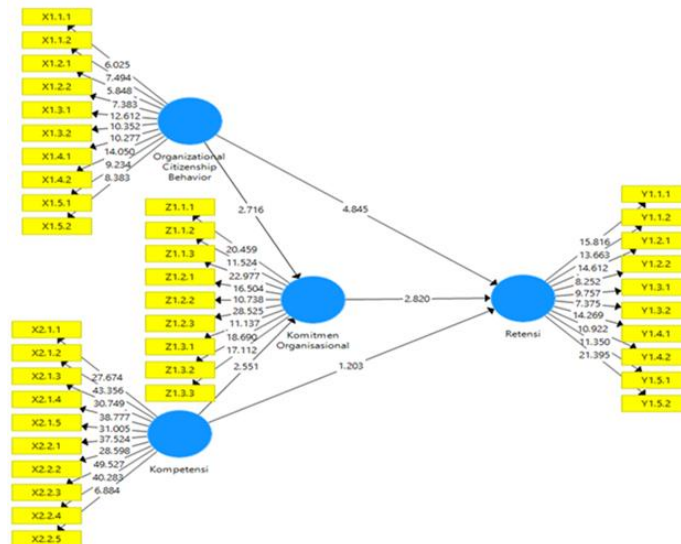 X1.1.1
X1.1.2
X1.2.1
X1.2.2
X1.3.1
X1.3.2
X1.4.1
X1.4.2
X1.5.1
X1.5.2
6.025
7.494
5.848
7.383
12.612
10.352
10.277
14.050
9.234
8.383
Organizational
Citizenship
Behavior
2.716
4.845
Z1.1.1
Z1.1.2
Z1.1.3
Z1.2.1
Z1.2.2
Z1.2.3
Z1.3.1
Z1.3.2
Z1.3.3
20.459
11.524
22.977
16.504
10.738
28.525
11.137
18.690
17.112
2.551
Komitmen
Organisasional
2.820
1.203
X2.1.1
X2.1.2
X2.1.3
X2.1.4
X2.1.5
X2.2.1
X2.2.2
X2.2.3
X2.2.4
X2.2.5
27.674
43.356
30.749
38.777
31.005
37.524
28.598
49.527
40.283
6.884
Kompetensi
Retensi
15.816
13.663
14.612
8.252
9.757
7.375
14.269
10.922
11.350
21.395
Y1.1.1
Y1.1.2
Y1.2.1
Y1.2.2
Y1.3.1
Y1.3.2
Y1.4.1
Y1.4.2
Y1.5.1
Y1.5.2